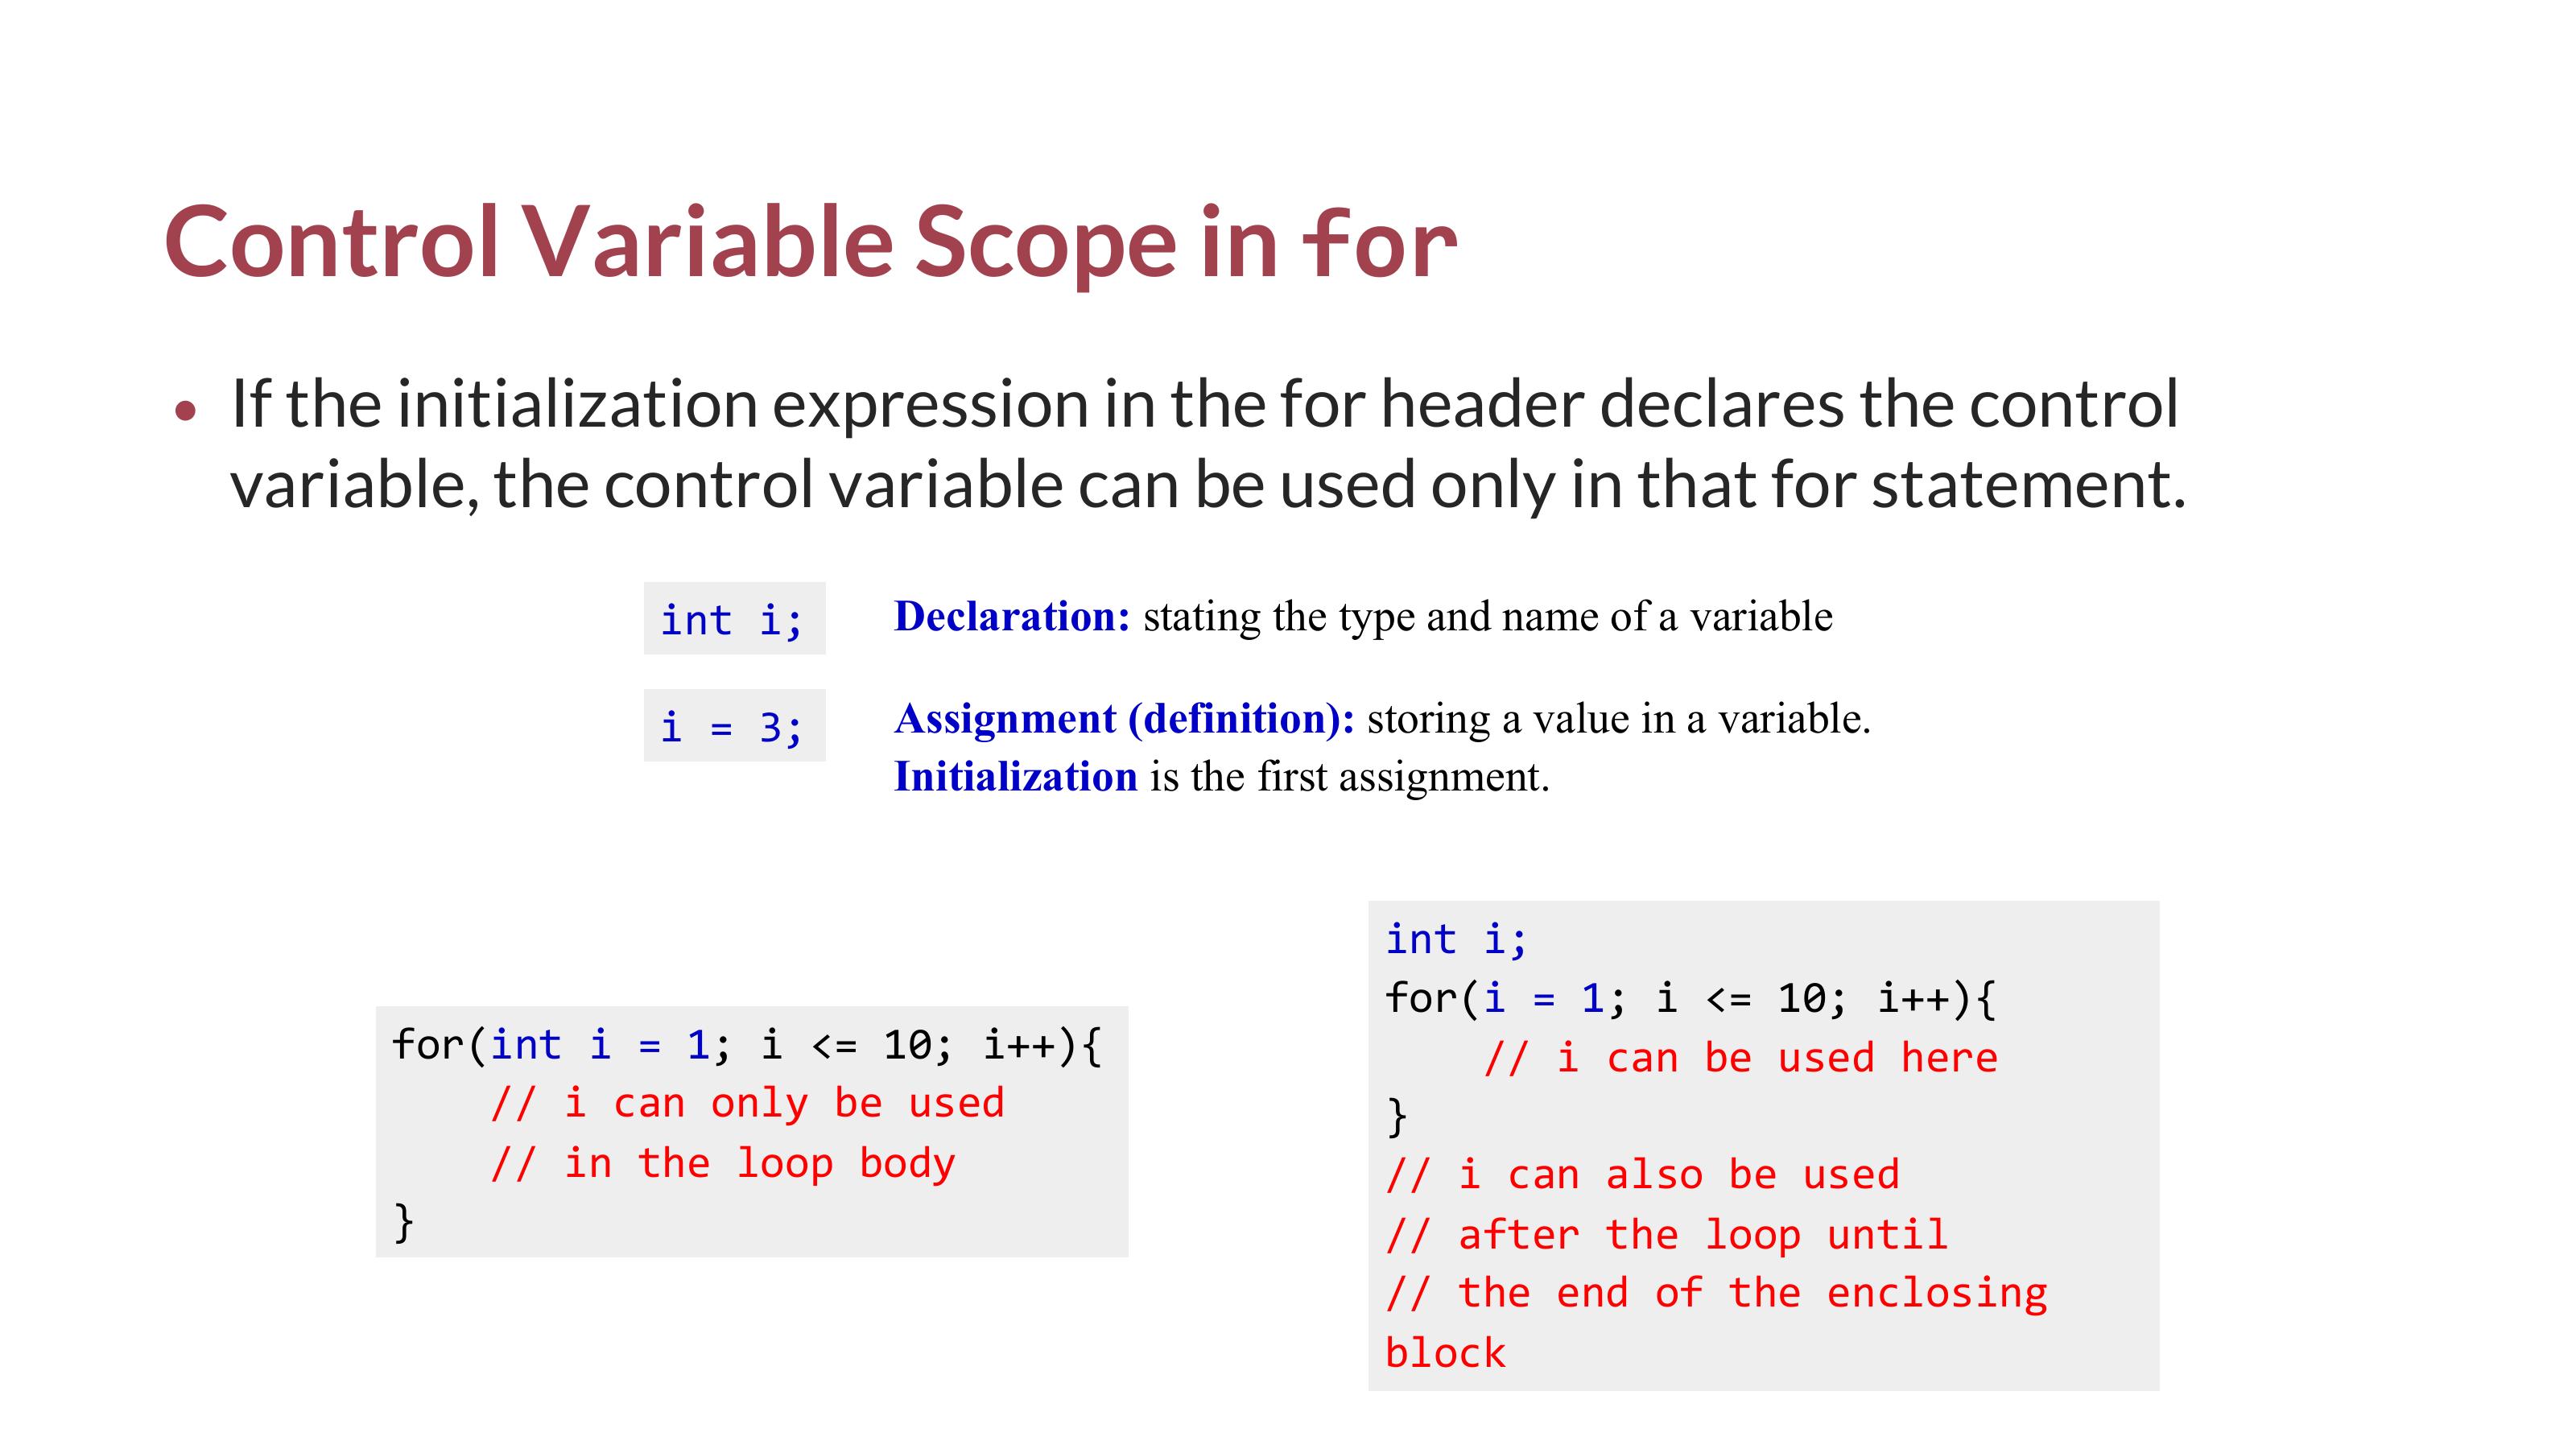 Control Variable Scope in for
• If the initialization expression in the for header declares the control
variable, the control variable can be used only in that for statement.
int i;
Declaration: stating the type and name of a variable
i = 3;
Assignment (definition): storing a value in a variable.
Initialization is the first assignment.
for(int i = 1; i <= 10; i++){
    // i can only be used
    // in the loop body
}
int i;
for(i = 1; i <= 10; i++){
    // i can be used here
}
// i can also be used
// after the loop until
// the end of the enclosing
block